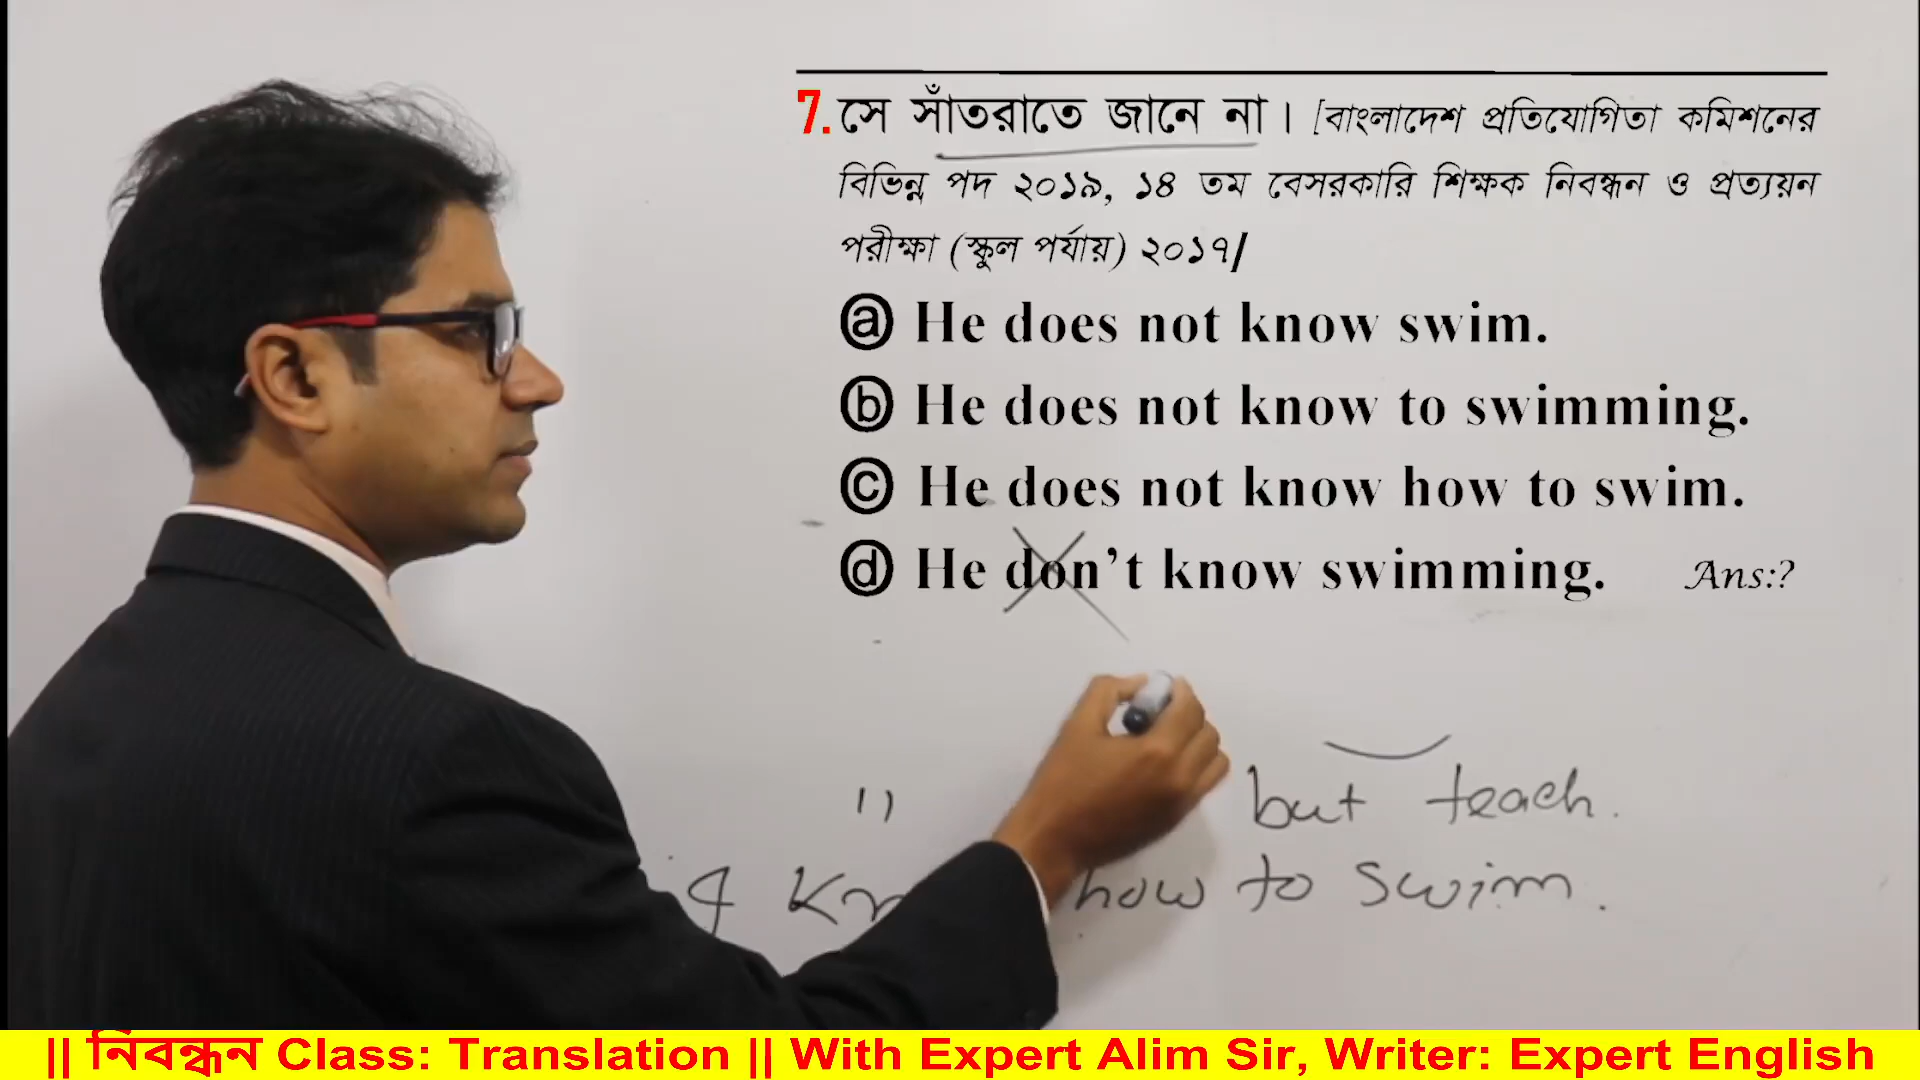 7. সে সাঁতরাতে জানে না। [বাংলাদেশ প্রতিযোগিতা কমিশনের
বিভিন্ন পদ ২০১৯, ১৪ তম বেসরকারি শিক্ষক নিবন্ধন ও প্রত্যয়ন
পরীক্ষা (স্কুল পর্যায়) ২০১৭]
ⓐ He does not know swim.
ⓑ He does not know to swimming.
ⓒ He does not know how to swim.
ⓓ He don't know swimming. Ans:?
" but teach.
how to swim.
|| নিবন্ধন Class: Translation || With Expert Alim Sir, Writer: Expert English